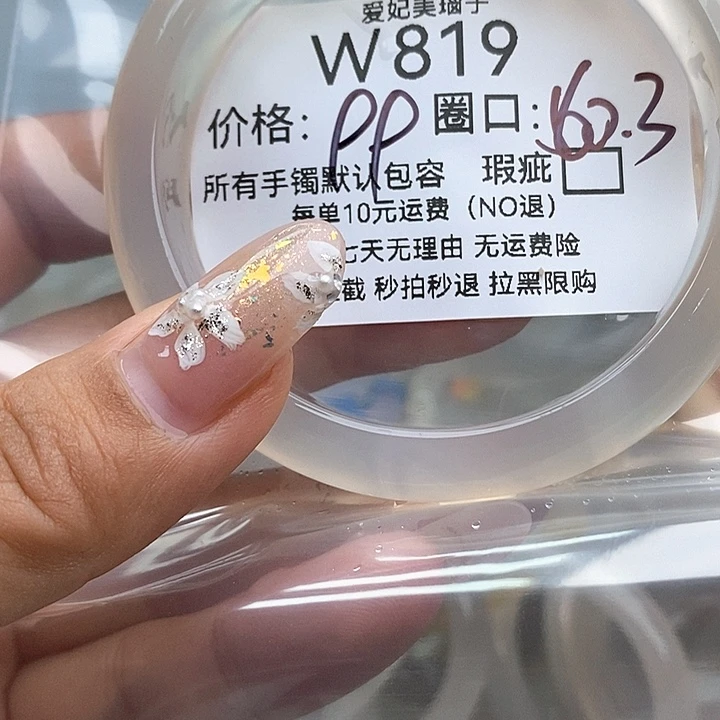 爱妃美瑙手
W819
价格: PP 圈口: 60.3
所有手镯默认包容 瑕疵
每单10元运费（NO退）
七天无理由 无运费险
截 秒拍秒退 拉黑限购